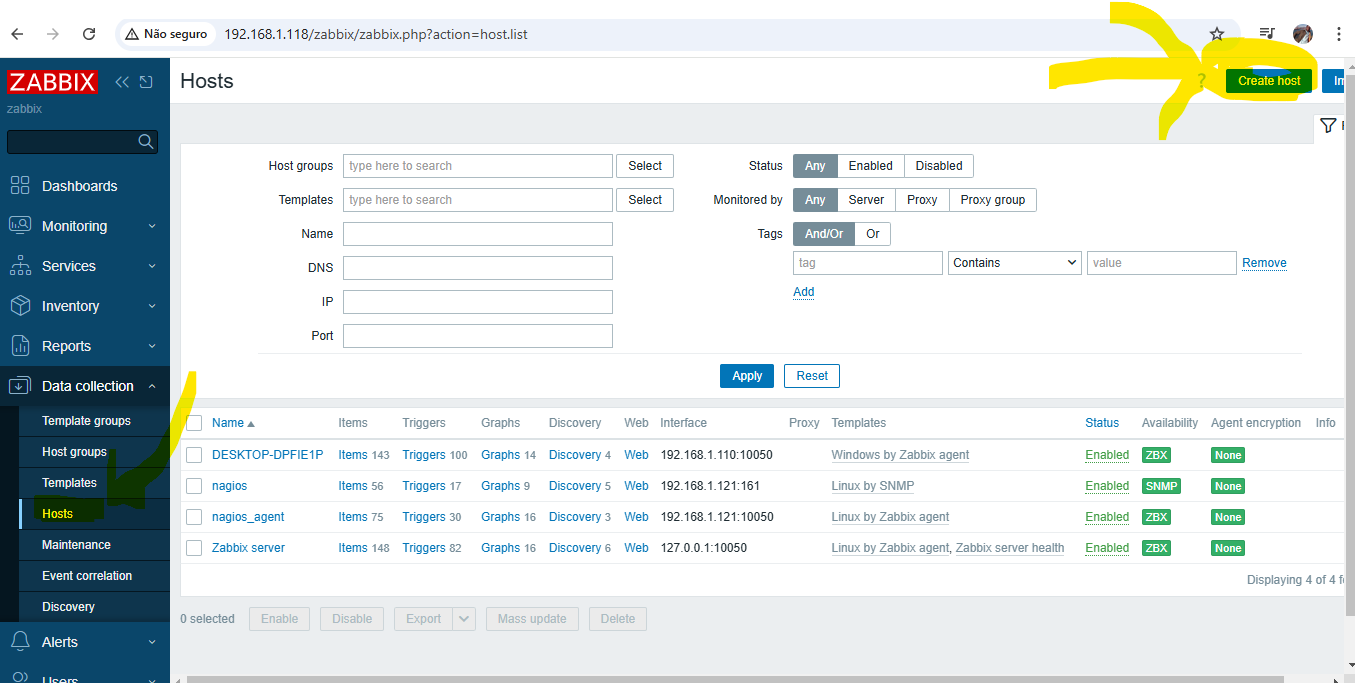 Não seguro 192.168.1.118/zabbix/zabbix.php?action=host.list
ZABBIX
zabbix
Dashboards
Monitoring
Services
Inventory
Reports
Data collection
Template groups
Host groups
Templates
Hosts
Maintenance
Event correlation
Discovery
Alerts
Users
Hosts ? Create host Im
Host groups type here to search Select
Templates type here to search Select
Name
DNS
IP
Port
Status Any Enabled Disabled
Monitored by Any Server Proxy Proxy group
Tags And/Or Or
tag Contains value Remove
Add
Apply Reset
Name Items Triggers Graphs Discovery Web Interface Proxy Templates Status Availability Agent encryption Info
DESKTOP-DPFIE1P Items 143 Triggers 100 Graphs 14 Discovery 4 Web 192.168.1.110:10050 Windows by Zabbix agent Enabled ZBX None
nagios Items 56 Triggers 17 Graphs 9 Discovery 5 Web 192.168.1.121:161 Linux by SNMP Enabled SNMP None
nagios_agent Items 75 Triggers 30 Graphs 16 Discovery 3 Web 192.168.1.121:10050 Linux by Zabbix agent Enabled ZBX None
Zabbix server Items 148 Triggers 82 Graphs 16 Discovery 6 Web 127.0.0.1:10050 Linux by Zabbix agent, Zabbix server health Enabled ZBX None
Displaying 4 of 4 f
0 selected Enable Disable Export Mass update Delete